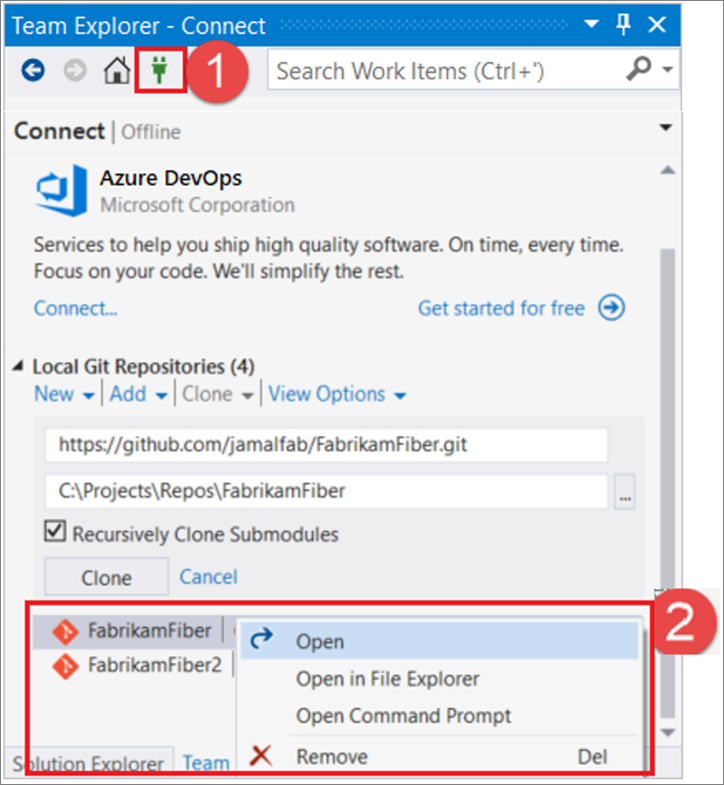 Team Explorer - Connect
1
Search Work Items (Ctrl+')
Connect | Offline
Azure DevOps
Microsoft Corporation
Services to help you ship high quality software. On time, every time.
Focus on your code. We'll simplify the rest.
Connect... Get started for free
Local Git Repositories (4)
New | Add | Clone | View Options
https://github.com/jamalfab/FabrikamFiber.git
C:\Projects\Repos\FabrikamFiber
...
Recursively Clone Submodules
Clone Cancel
2
FabrikamFiber |
Open
FabrikamFiber2 |
Open in File Explorer
Open Command Prompt
Remove Del
Solution Explorer Team